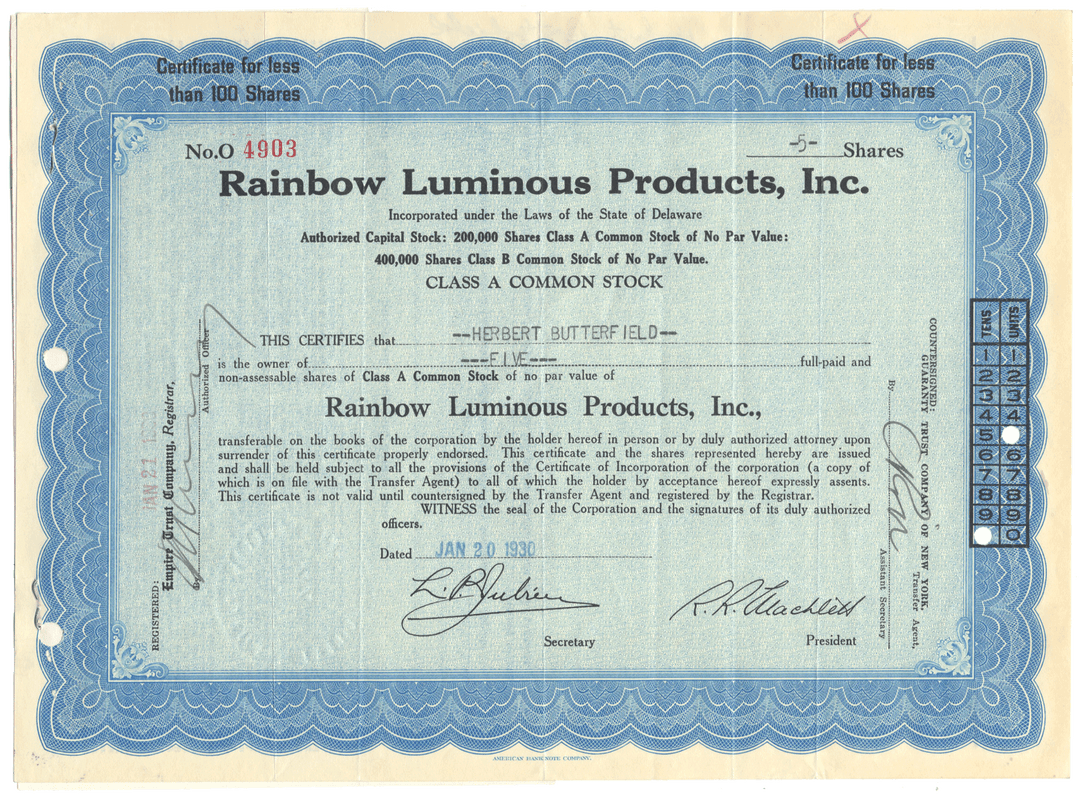 Certificate for less
than 100 Shares
Certificate for less
than 100 Shares
No.O 4903
-5- Shares
Rainbow Luminous Products, Inc.
Incorporated under the Laws of the State of Delaware
Authorized Capital Stock: 200,000 Shares Class A Common Stock of No Par Value:
400,000 Shares Class B Common Stock of No Par Value.
CLASS A COMMON STOCK
THIS CERTIFIES that --HERBERT BUTTERFIELD--
is the owner of ---FIVE--- full-paid and
non-assessable shares of Class A Common Stock of no par value of
Rainbow Luminous Products, Inc.,
transferable on the books of the corporation by the holder hereof in person or by duly authorized attorney upon
surrender of this certificate properly endorsed. This certificate and the shares represented hereby are issued
and shall be held subject to all the provisions of the Certificate of Incorporation of the corporation (a copy of
which is on file with the Transfer Agent) to all of which the holder by acceptance hereof expressly assents.
This certificate is not valid until countersigned by the Transfer Agent and registered by the Registrar.
WITNESS the seal of the Corporation and the signatures of its duly authorized
officers.
Dated JAN 20 1930
R. R. Machlett
Secretary
President
REGISTERED:
Empire Trust Company, Registrar,
By
Authorized Officer
JAN 21
COUNTERSIGNED:
GUARANTY TRUST COMPANY OF NEW YORK,
Transfer Agent,
By
Assistant Secretary
TENS UNITS
1 1
2 2
3 3
4 4
5
6 6
7 7
8 8
9 9
0
AMERICAN BANK NOTE COMPANY.